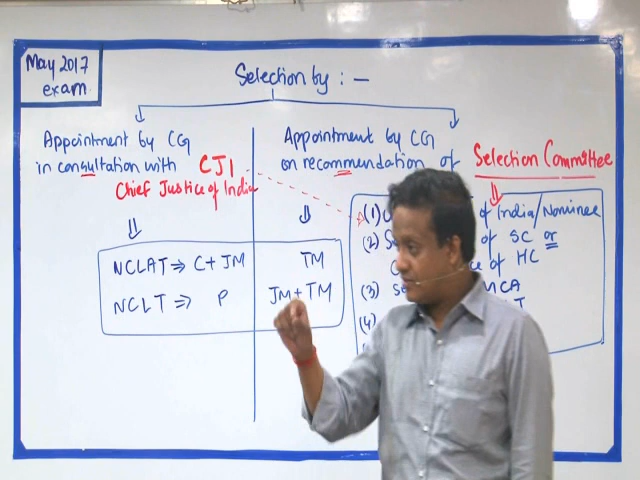 May 2017
exam.
Selection by : —
Appointment by CG
in consultation with CJI
Chief Justice of India
Appointment by CG
on recommendation of Selection Committee
NCLAT ⇒ C + JM
TM
NCLT ⇒ P
JM + TM
(1) of India/Nominee
(2) of SC or
of HC
(3) MCA
(4)